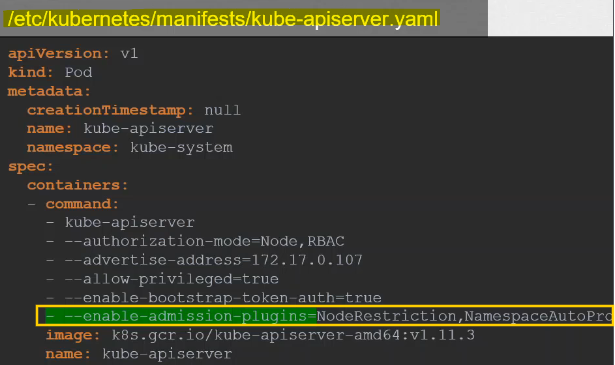 /etc/kubernetes/manifests/kube-apiserver.yaml
apiVersion: v1
kind: Pod
metadata:
  creationTimestamp: null
  name: kube-apiserver
  namespace: kube-system
spec:
  containers:
  - command:
    - kube-apiserver
    - --authorization-mode=Node,RBAC
    - --advertise-address=172.17.0.107
    - --allow-privileged=true
    - --enable-bootstrap-token-auth=true
    - --enable-admission-plugins=NodeRestriction,NamespaceAutoPro
    image: k8s.gcr.io/kube-apiserver-amd64:v1.11.3
    name: kube-apiserver